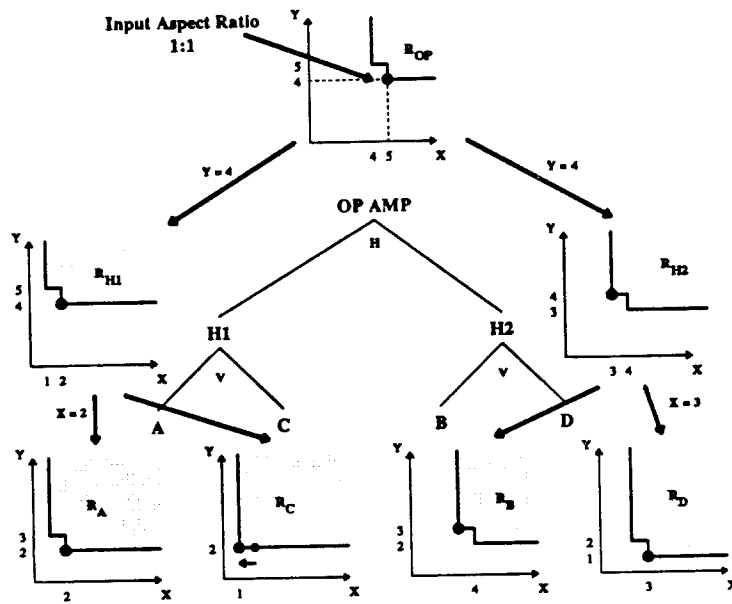 Input Aspect Ratio
1:1
Y
5
4
R_OP
4 5
X
Y = 4
Y = 4
OP AMP
H
Y
5
4
R_H1
1 2
X
Y
4
3
R_H2
3 4
X
H1
V
H2
V
X = 2
X = 3
A
C
B
D
Y
3
2
R_A
2
X
Y
2
R_C
1
X
Y
3
2
R_B
4
X
Y
2
1
R_D
3
X